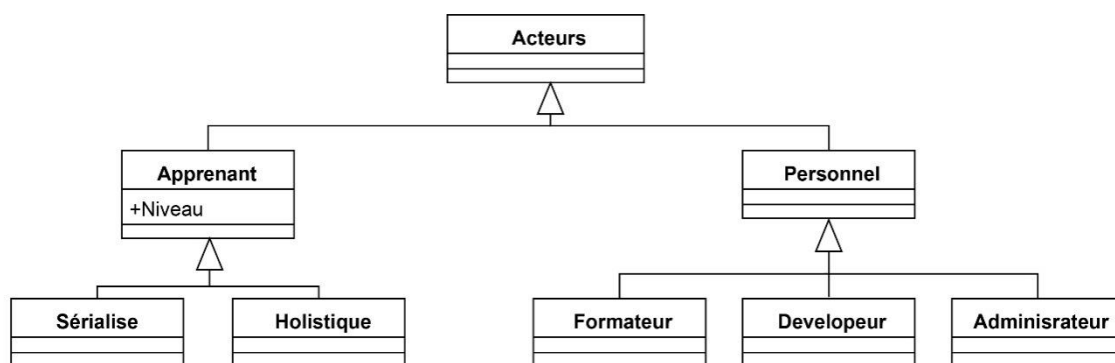 Acteurs
Apprenant
Personnel
+Niveau
Sérialise
Holistique
Formateur
Developeur
Adminisrateur